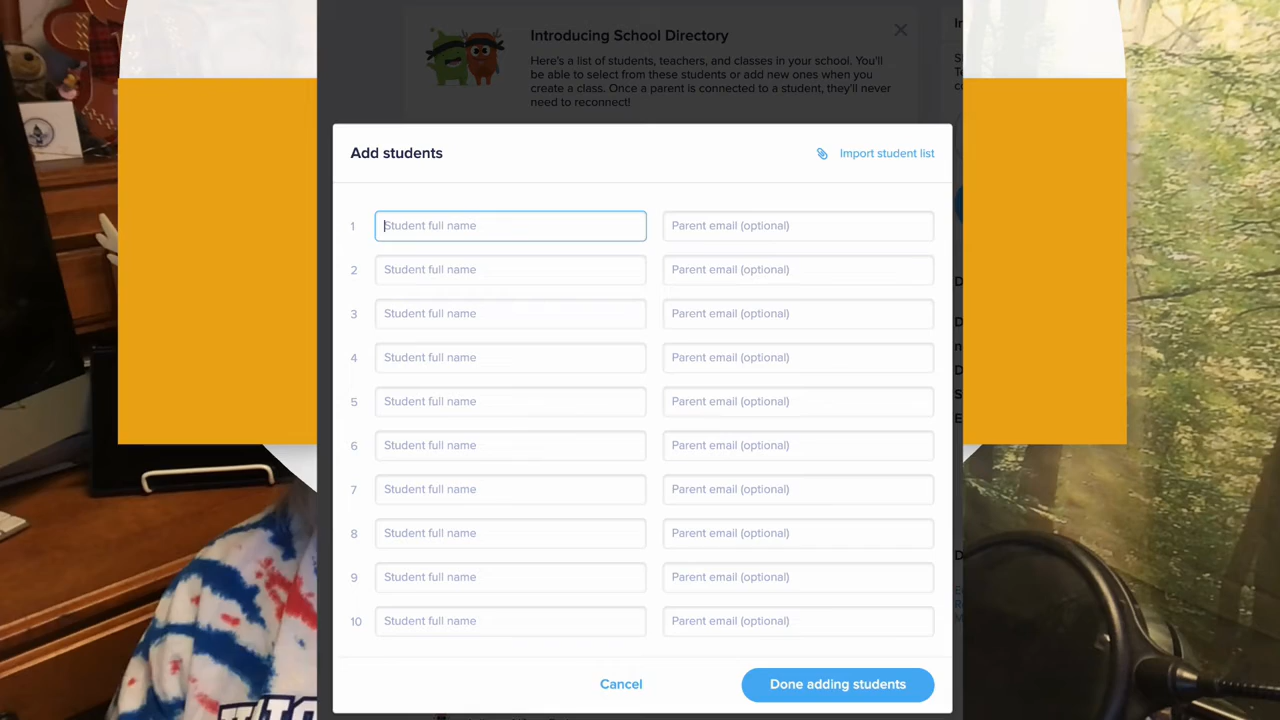 Introducing School Directory
Here's a list of students, teachers, and classes in your school. You'll
be able to select from these students or add new ones when you
create a class. Once a parent is connected to a student, they'll never
need to reconnect!
Add students
Import student list
1 Student full name Parent email (optional)
2 Student full name Parent email (optional)
3 Student full name Parent email (optional)
4 Student full name Parent email (optional)
5 Student full name Parent email (optional)
6 Student full name Parent email (optional)
7 Student full name Parent email (optional)
8 Student full name Parent email (optional)
9 Student full name Parent email (optional)
10 Student full name Parent email (optional)
Cancel
Done adding students